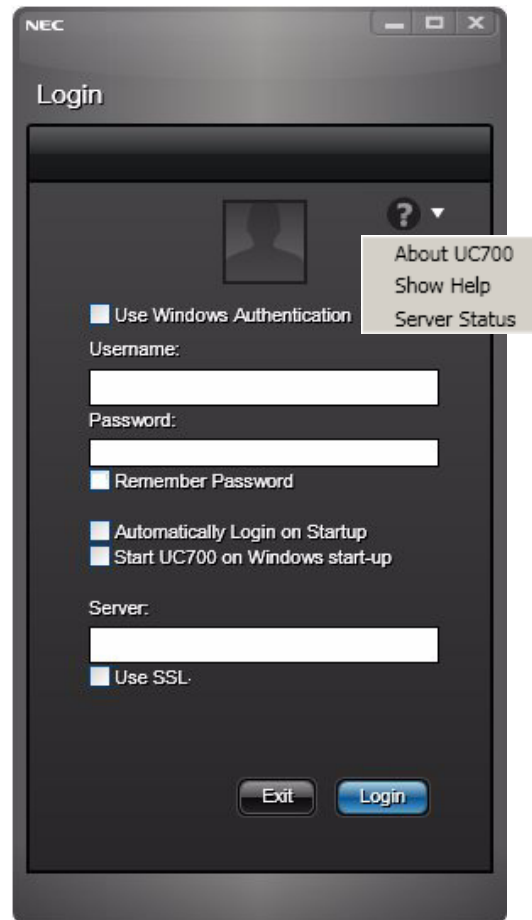 NEC
Login
?
About UC700
Show Help
Server Status
Use Windows Authentication
Username:
Password:
Remember Password
Automatically Login on Startup
Start UC700 on Windows start-up
Server:
Use SSL
Exit
Login